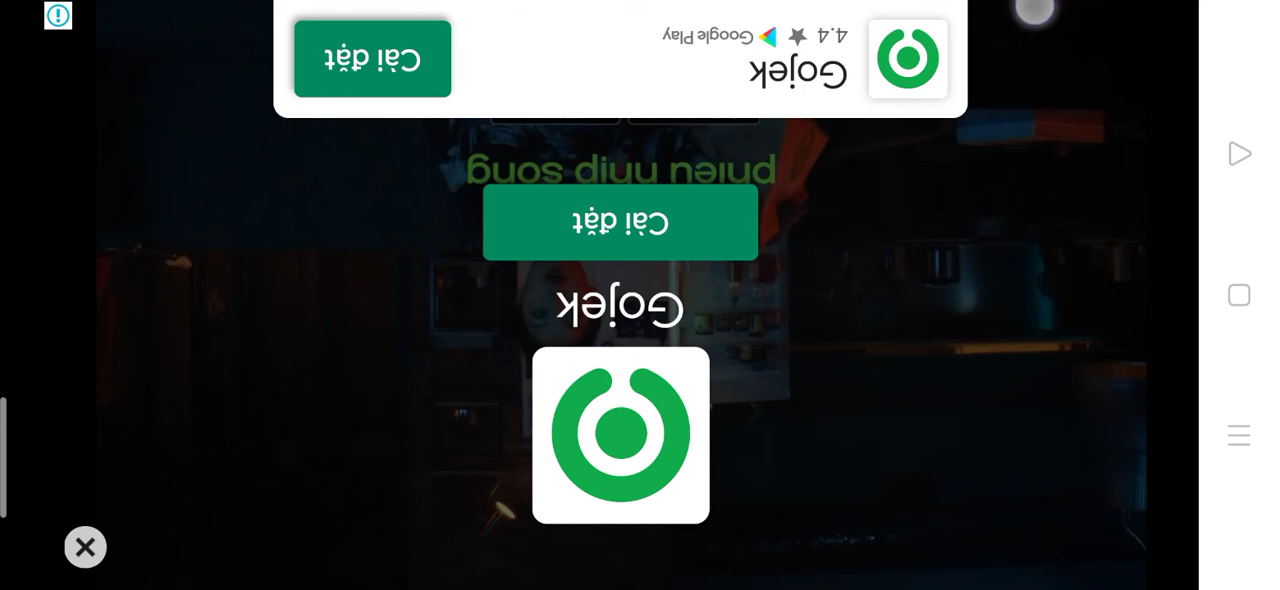 Gojek
Cài đặt
phiêu nhịp sống
Gojek
4.4 ★ Google Play
Cài đặt